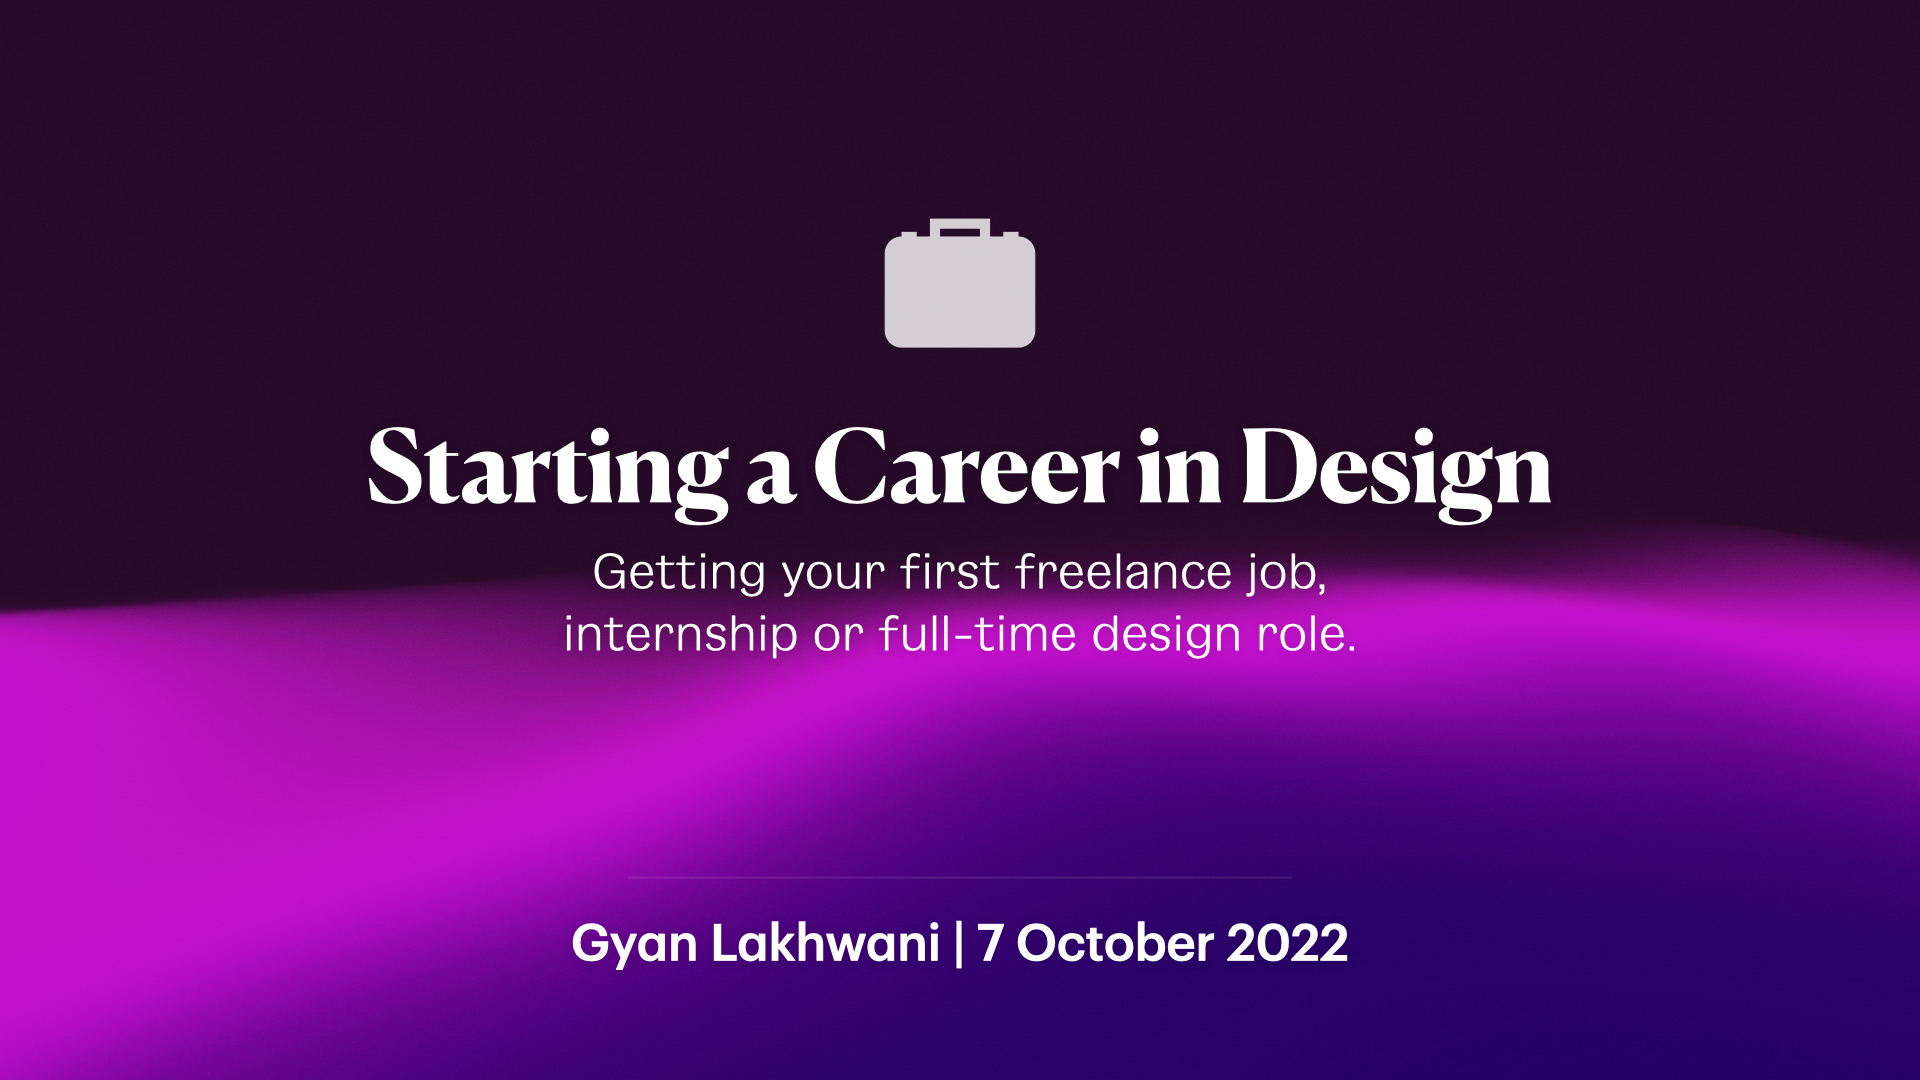 Starting a Career in Design
Getting your first freelance job,
internship or full-time design role.
Gyan Lakhwani | 7 October 2022